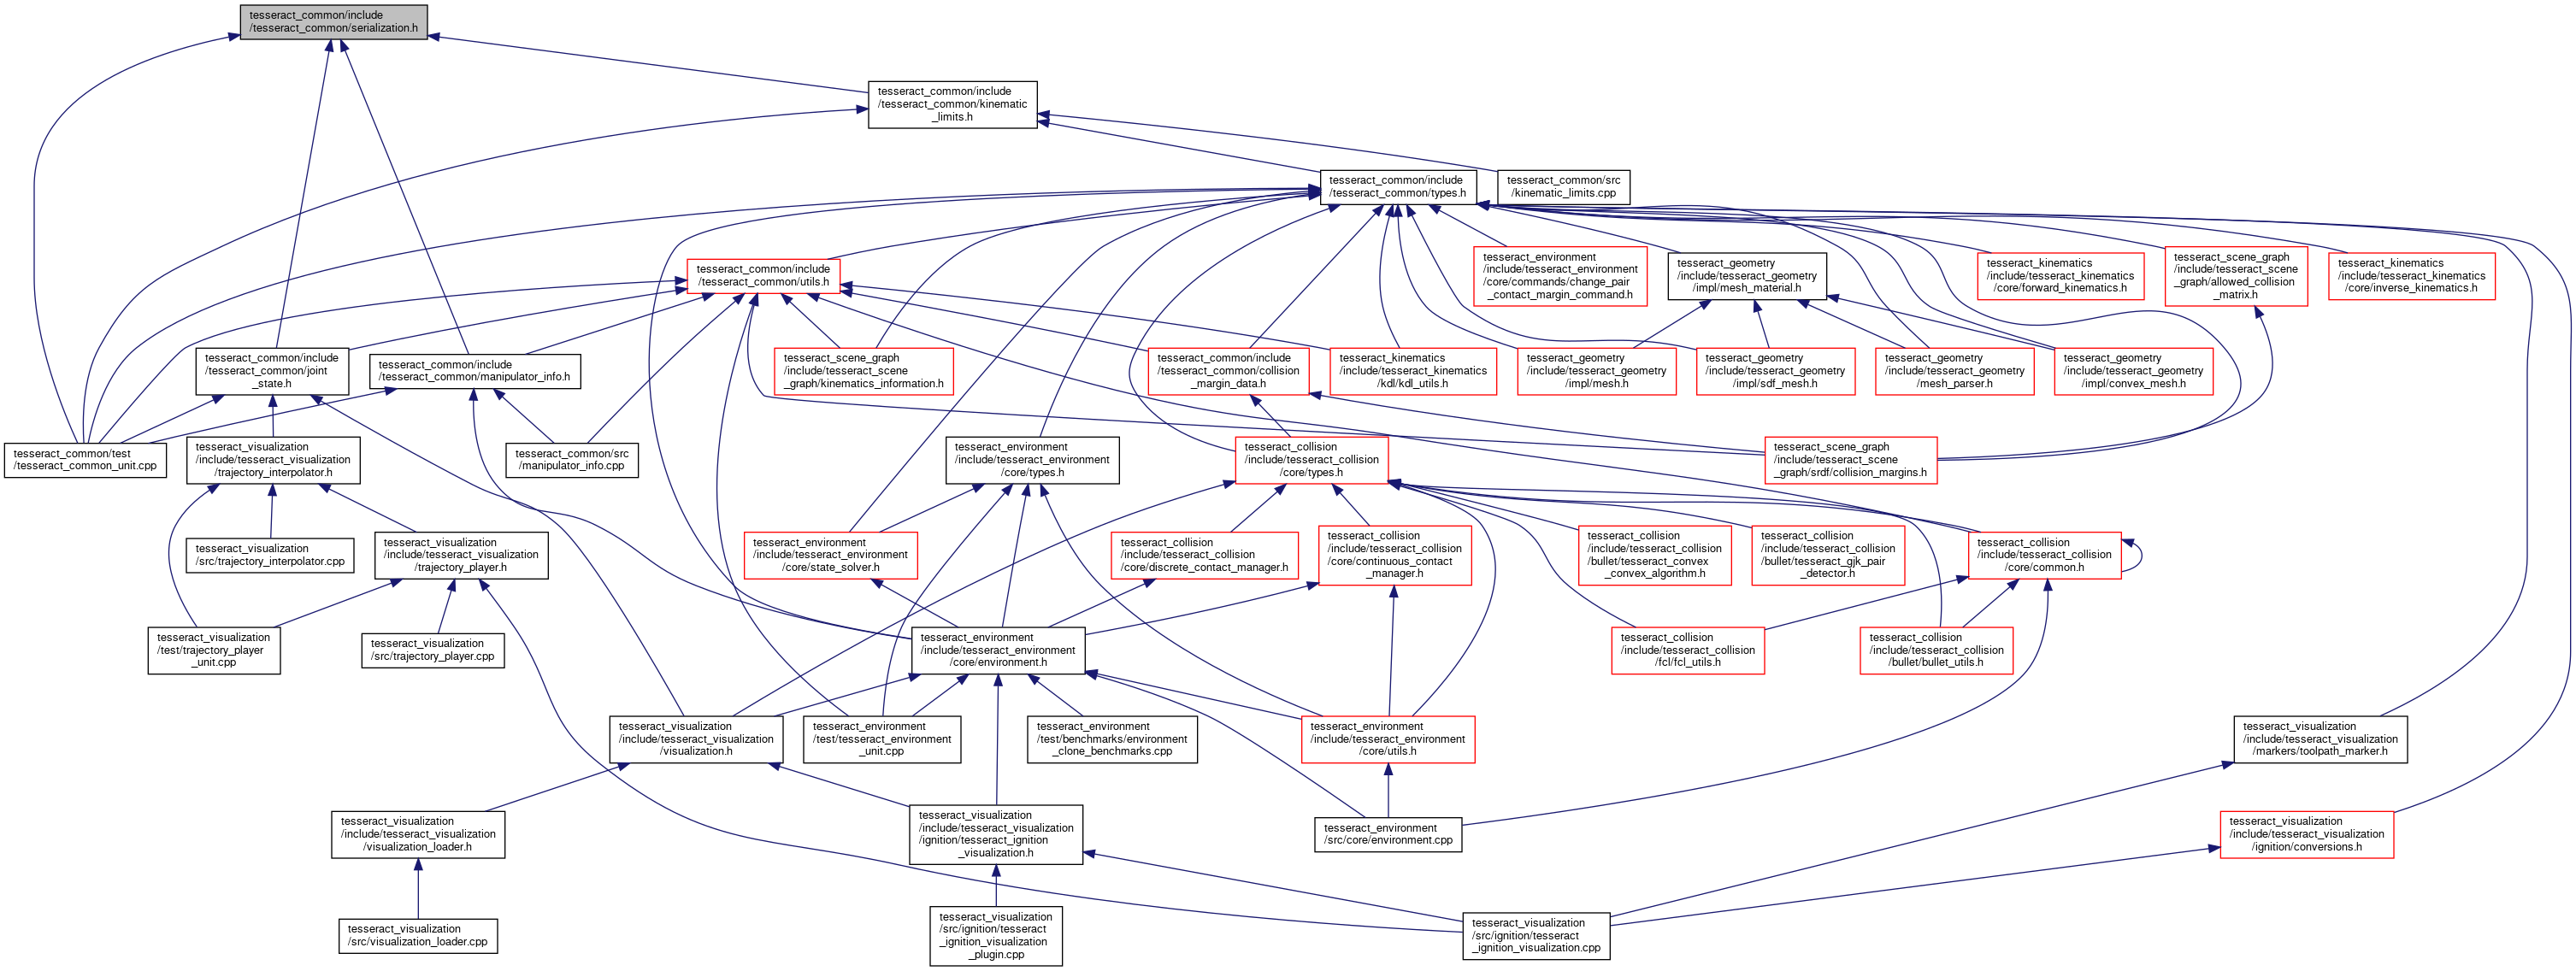 tesseract_common/include
/tesseract_common/serialization.h
tesseract_common/include
/tesseract_common/kinematic
_limits.h
tesseract_common/include
/tesseract_common/types.h
tesseract_common/src
/kinematic_limits.cpp
tesseract_common/include
/tesseract_common/utils.h
tesseract_environment
/include/tesseract_environment
/core/commands/change_pair
_contact_margin_command.h
tesseract_geometry
/include/tesseract_geometry
/impl/mesh_material.h
tesseract_kinematics
/include/tesseract_kinematics
/core/forward_kinematics.h
tesseract_scene_graph
/include/tesseract_scene
_graph/allowed_collision
_matrix.h
tesseract_kinematics
/include/tesseract_kinematics
/core/inverse_kinematics.h
tesseract_common/include
/tesseract_common/joint
_state.h
tesseract_common/include
/tesseract_common/manipulator_info.h
tesseract_scene_graph
/include/tesseract_scene
_graph/kinematics_information.h
tesseract_common/include
/tesseract_common/collision
_margin_data.h
tesseract_kinematics
/include/tesseract_kinematics
/kdl/kdl_utils.h
tesseract_geometry
/include/tesseract_geometry
/impl/mesh.h
tesseract_geometry
/include/tesseract_geometry
/impl/sdf_mesh.h
tesseract_geometry
/include/tesseract_geometry
/mesh_parser.h
tesseract_geometry
/include/tesseract_geometry
/impl/convex_mesh.h
tesseract_common/test
/tesseract_common_unit.cpp
tesseract_visualization
/include/tesseract_visualization
/trajectory_interpolator.h
tesseract_common/src
/manipulator_info.cpp
tesseract_environment
/include/tesseract_environment
/core/types.h
tesseract_collision
/include/tesseract_collision
/core/types.h
tesseract_scene_graph
/include/tesseract_scene
_graph/srdf/collision_margins.h
tesseract_visualization
/src/trajectory_interpolator.cpp
tesseract_visualization
/include/tesseract_visualization
/trajectory_player.h
tesseract_environment
/include/tesseract_environment
/core/state_solver.h
tesseract_collision
/include/tesseract_collision
/core/discrete_contact_manager.h
tesseract_collision
/include/tesseract_collision
/core/continuous_contact
_manager.h
tesseract_collision
/include/tesseract_collision
/bullet/tesseract_convex
_convex_algorithm.h
tesseract_collision
/include/tesseract_collision
/bullet/tesseract_gjk_pair
_detector.h
tesseract_collision
/include/tesseract_collision
/core/common.h
tesseract_visualization
/test/trajectory_player
_unit.cpp
tesseract_visualization
/src/trajectory_player.cpp
tesseract_environment
/include/tesseract_environment
/core/environment.h
tesseract_collision
/include/tesseract_collision
/fcl/fcl_utils.h
tesseract_collision
/include/tesseract_collision
/bullet/bullet_utils.h
tesseract_visualization
/include/tesseract_visualization
/visualization.h
tesseract_environment
/test/tesseract_environment
_unit.cpp
tesseract_environment
/test/benchmarks/environment
_clone_benchmarks.cpp
tesseract_environment
/include/tesseract_environment
/core/utils.h
tesseract_visualization
/include/tesseract_visualization
/markers/toolpath_marker.h
tesseract_visualization
/include/tesseract_visualization
/visualization_loader.h
tesseract_visualization
/include/tesseract_visualization
/ignition/tesseract_ignition
_visualization.h
tesseract_environment
/src/core/environment.cpp
tesseract_visualization
/include/tesseract_visualization
/ignition/conversions.h
tesseract_visualization
/src/visualization_loader.cpp
tesseract_visualization
/src/ignition/tesseract
_ignition_visualization
_plugin.cpp
tesseract_visualization
/src/ignition/tesseract
_ignition_visualization.cpp